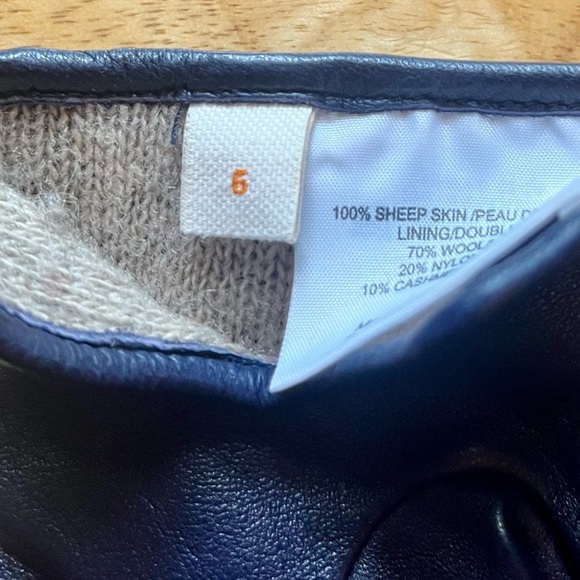 6
100% SHEEP SKIN /PEAU
LINING/DOUBL
70% WOOL
20% NYLO
10% CASHM